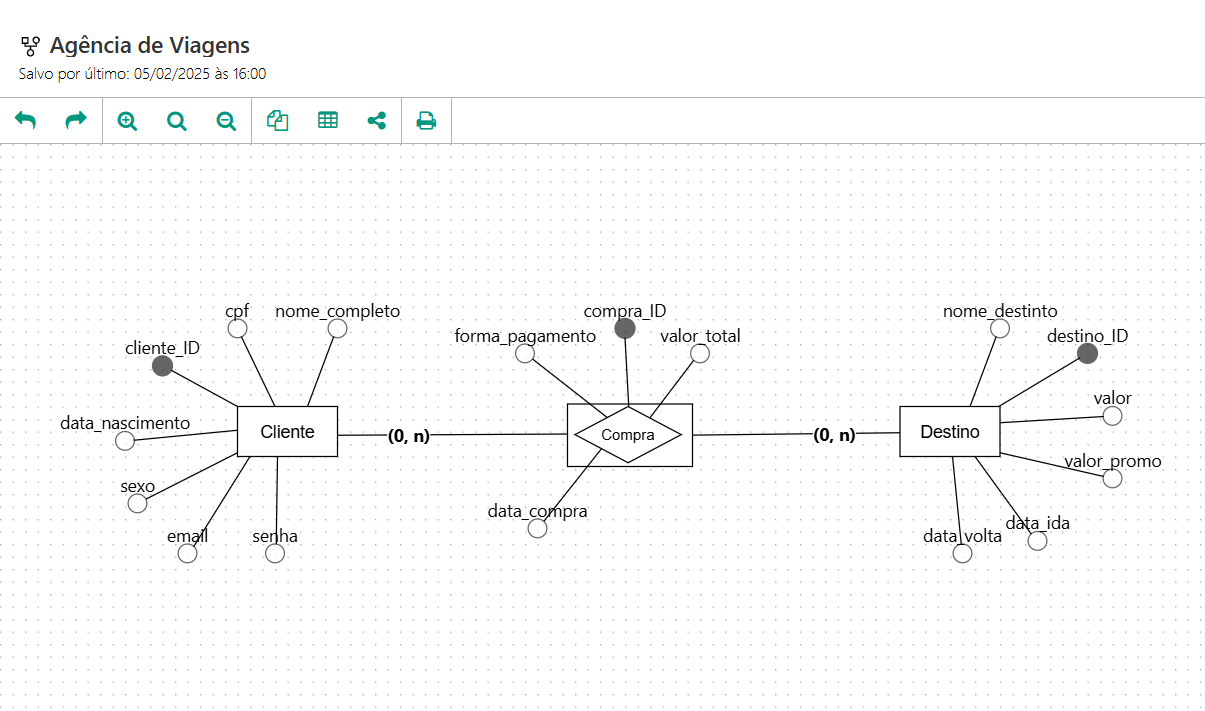 Agência de Viagens
Salvo por último: 05/02/2025 às 16:00
cpf
nome_completo
cliente_ID
data_nascimento
Cliente
sexo
email
senha
(0, n)
compra_ID
forma_pagamento
valor_total
Compra
data_compra
(0, n)
nome_destinto
destino_ID
valor
Destino
valor_promo
data_ida
data_volta